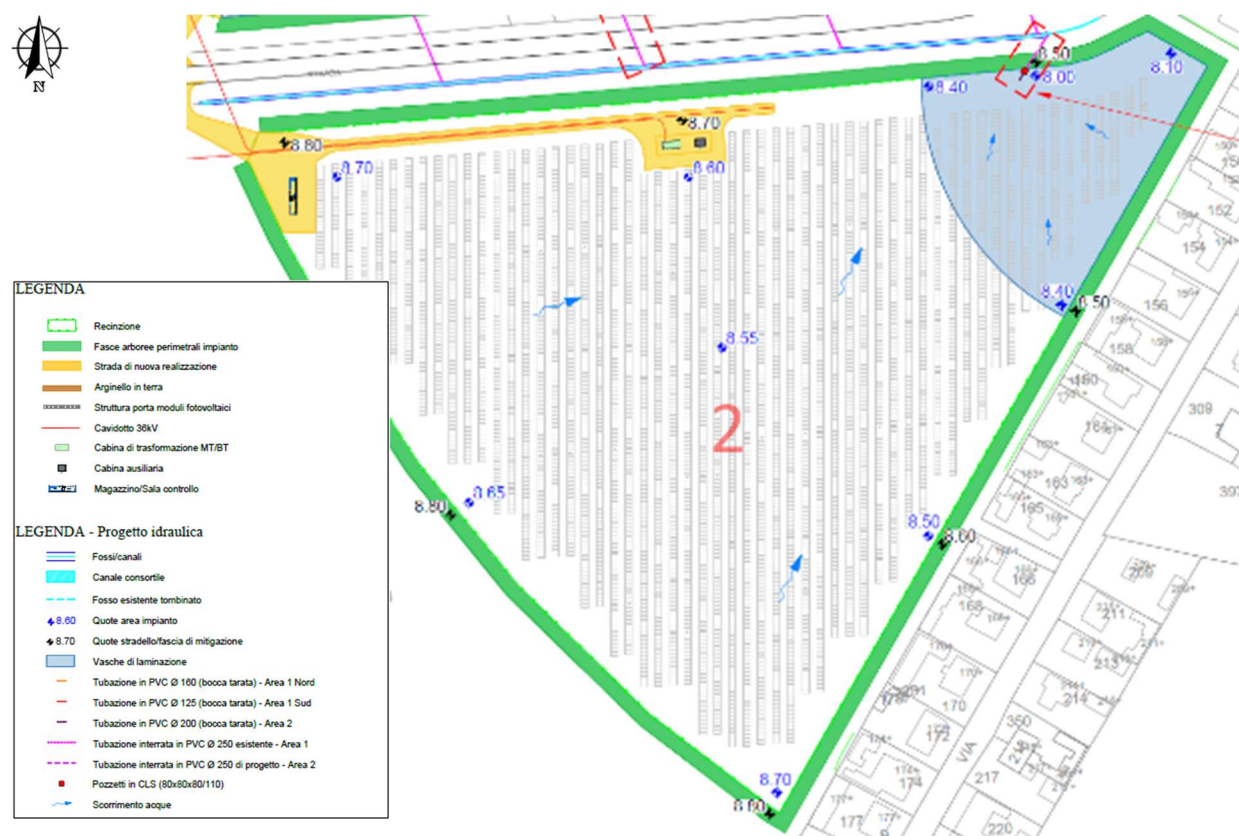 N
STRADA
8.50
8.00
8.10
8.40
8.70
8.80
8.70
8.60
8.40
8.50
8.55
2
8.65
8.80
8.50
8.60
8.70
8.80
LEGENDA
Recinzione
Fasce arboree perimetrali impianto
Strada di nuova realizzazione
Arginello in terra
Struttura porta moduli fotovoltaici
Cavidotto 36kV
Cabina di trasformazione MT/BT
Cabina ausiliaria
Magazzino/Sala controllo
LEGENDA - Progetto idraulica
Fossi/canali
Canale consortile
Fosso esistente tombinato
8.60 Quote area impianto
8.70 Quote stradello/fascia di mitigazione
Vasche di laminazione
Tubazione in PVC Ø 160 (bocca tarata) - Area 1 Nord
Tubazione in PVC Ø 125 (bocca tarata) - Area 1 Sud
Tubazione in PVC Ø 200 (bocca tarata) - Area 2
Tubazione interrata in PVC Ø 250 esistente - Area 1
Tubazione interrata in PVC Ø 250 di progetto - Area 2
Pozzetti in CLS (80x80x80/110)
Scorrimento acque
152
154
156
158
160
164
163
165
166
168
170
172
174
177
309
397
209
211
213
214
350
217
220
VIA